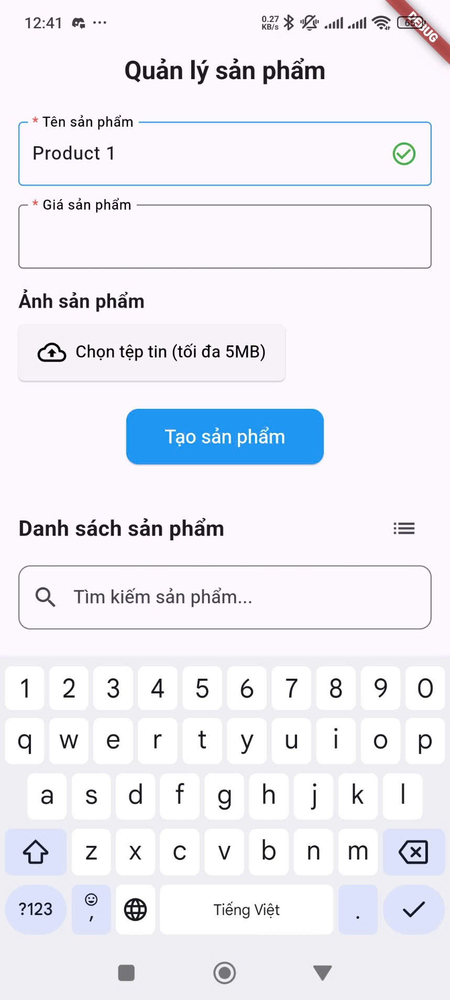 12:41 ... 0.27 KB/s 65
DEBUG
Quản lý sản phẩm
* Tên sản phẩm
Product 1
* Giá sản phẩm
Ảnh sản phẩm
Chọn tệp tin (tối đa 5MB)
Tạo sản phẩm
Danh sách sản phẩm
Tìm kiếm sản phẩm...
1 2 3 4 5 6 7 8 9 0
q w e r t y u i o p
a s d f g h j k l
z x c v b n m
?123 , Tiếng Việt .